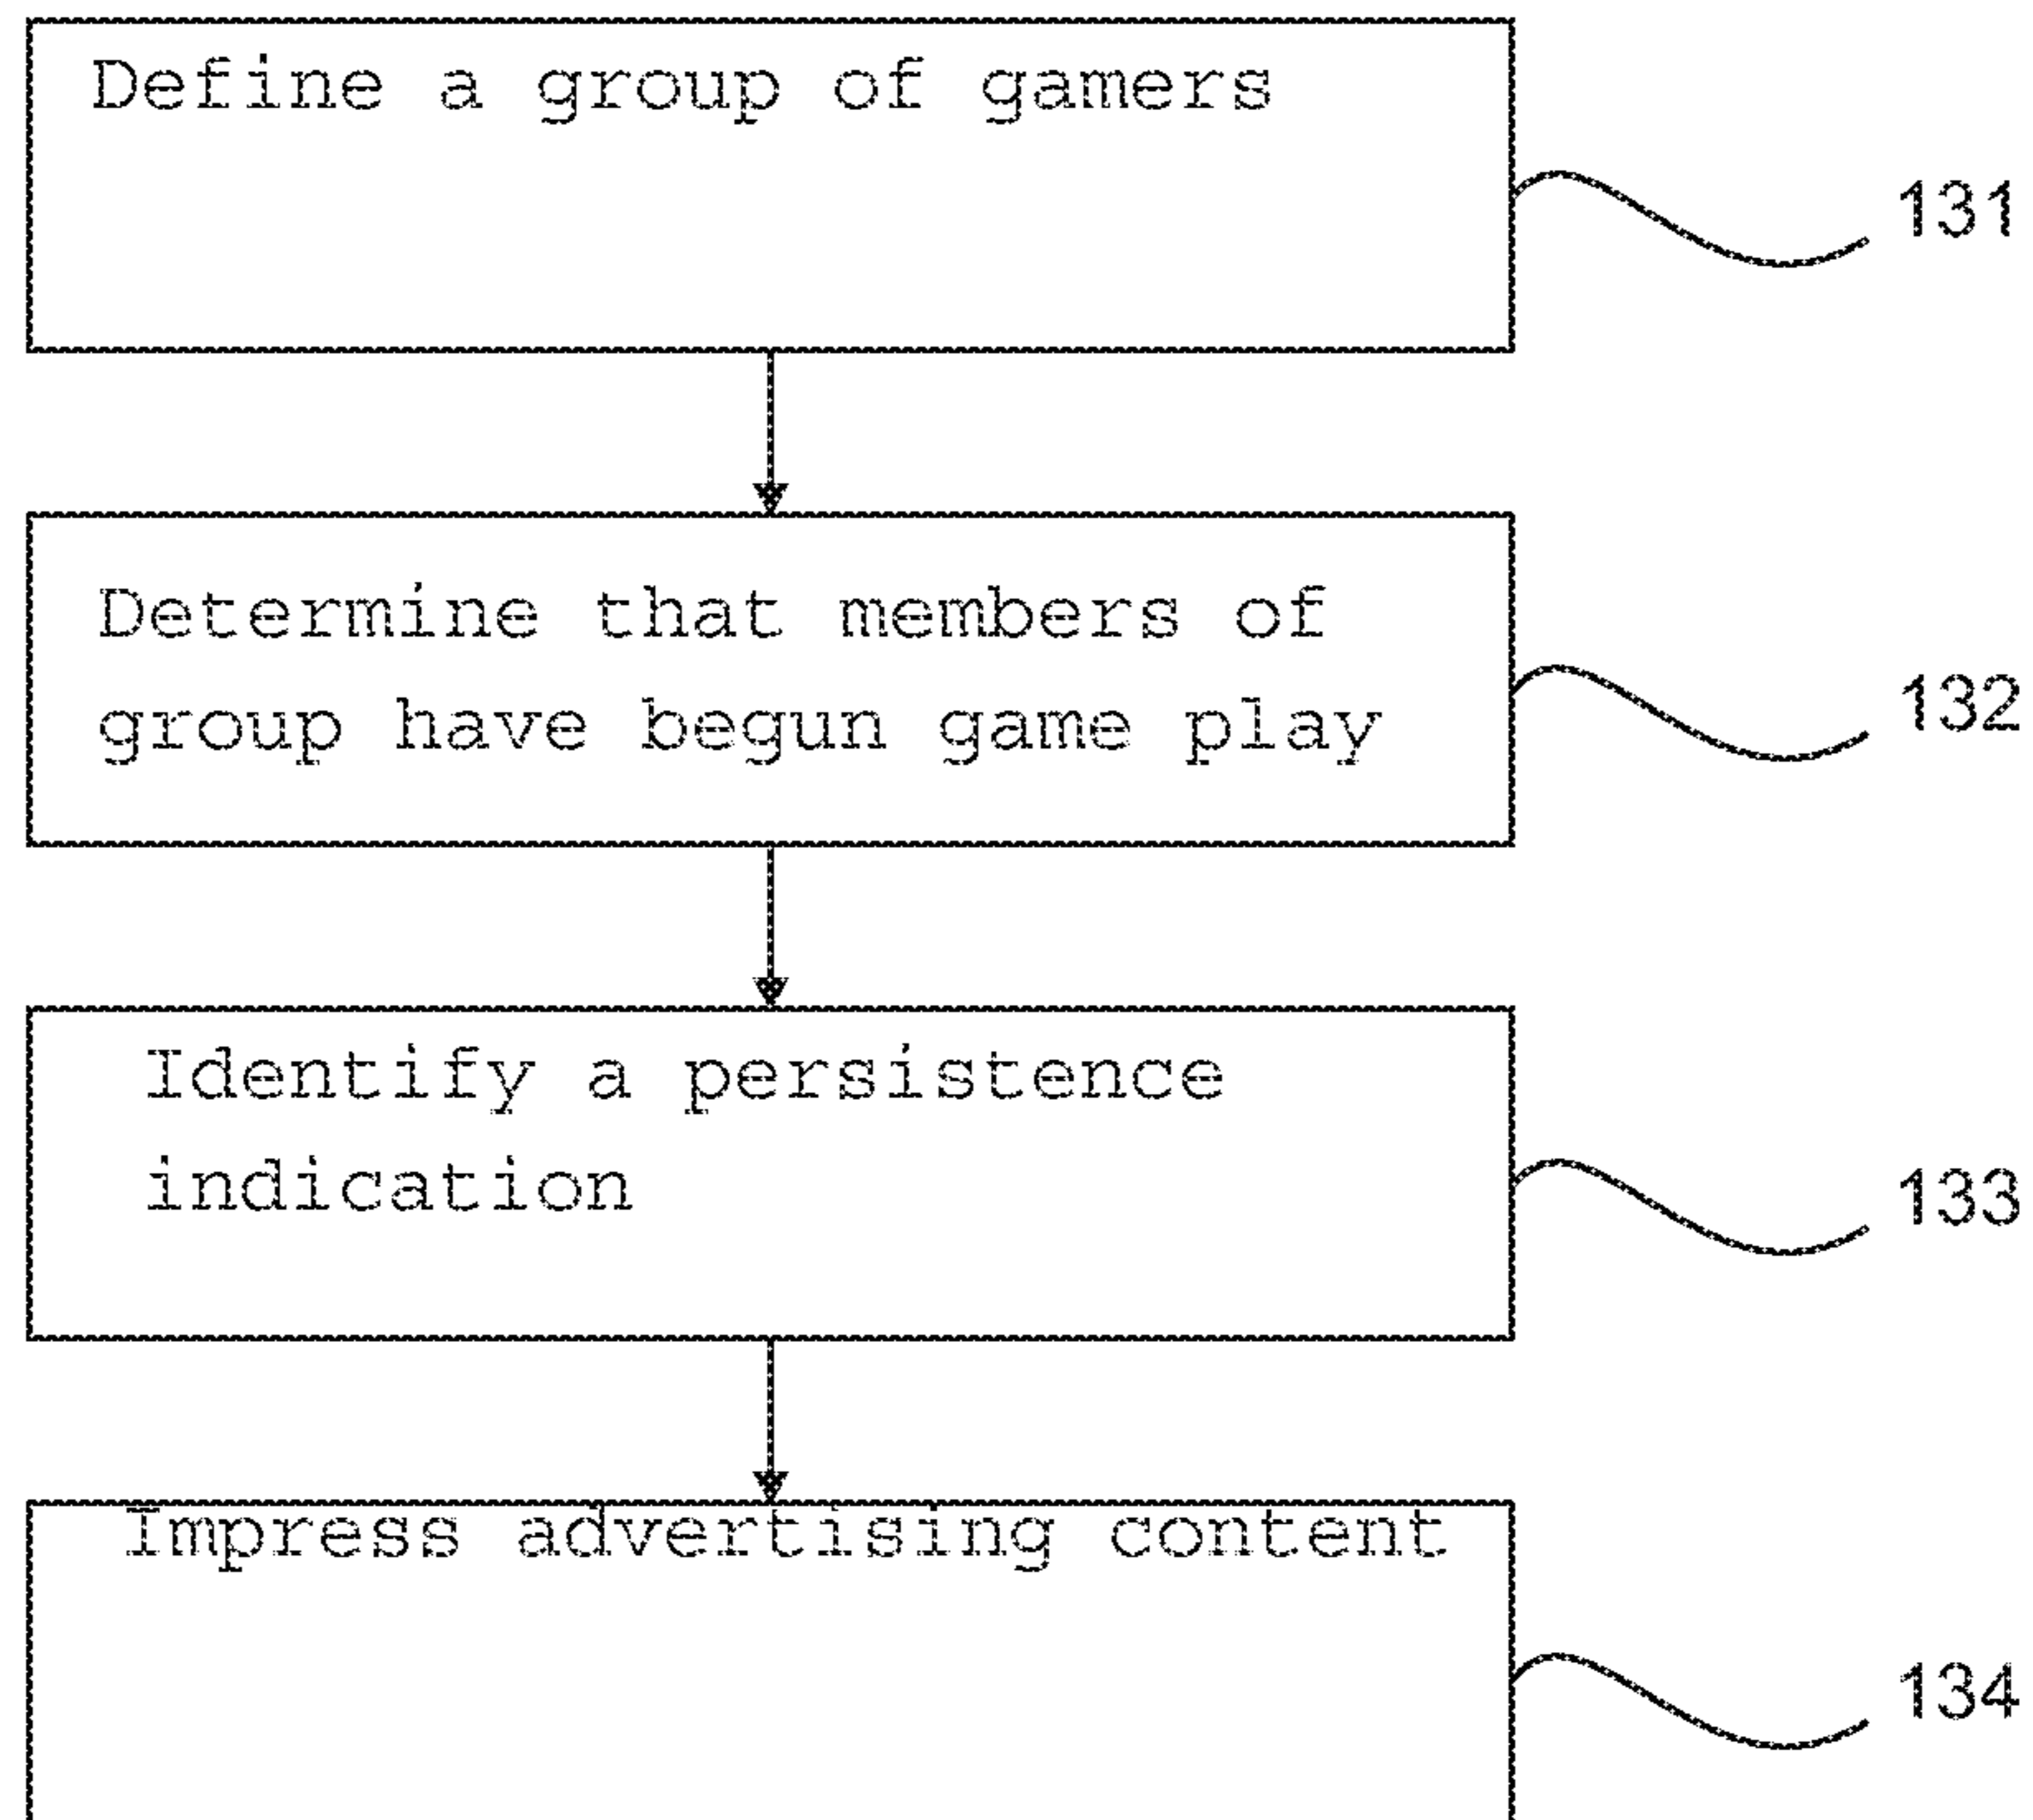 Define a group of gamers
131
Determine that members of
group have begun game play
132
Identify a persistence
indication
133
Impress advertising content
134